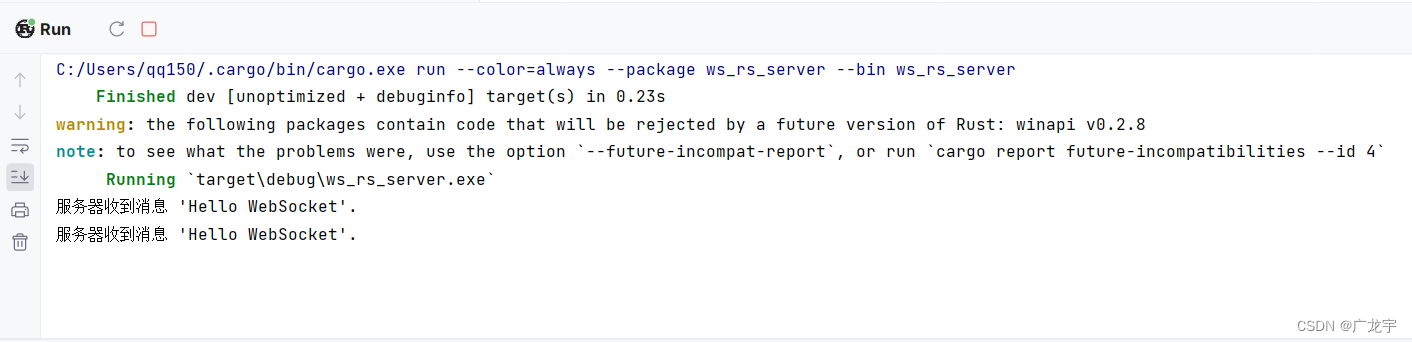 Run
C:/Users/qq150/.cargo/bin/cargo.exe run --color=always --package ws_rs_server --bin ws_rs_server
Finished dev [unoptimized + debuginfo] target(s) in 0.23s
warning: the following packages contain code that will be rejected by a future version of Rust: winapi v0.2.8
note: to see what the problems were, use the option `--future-incompat-report`, or run `cargo report future-incompatibilities --id 4`
Running `target\debug\ws_rs_server.exe`
服务器收到消息 'Hello WebSocket'.
服务器收到消息 'Hello WebSocket'.
CSDN @广龙宇